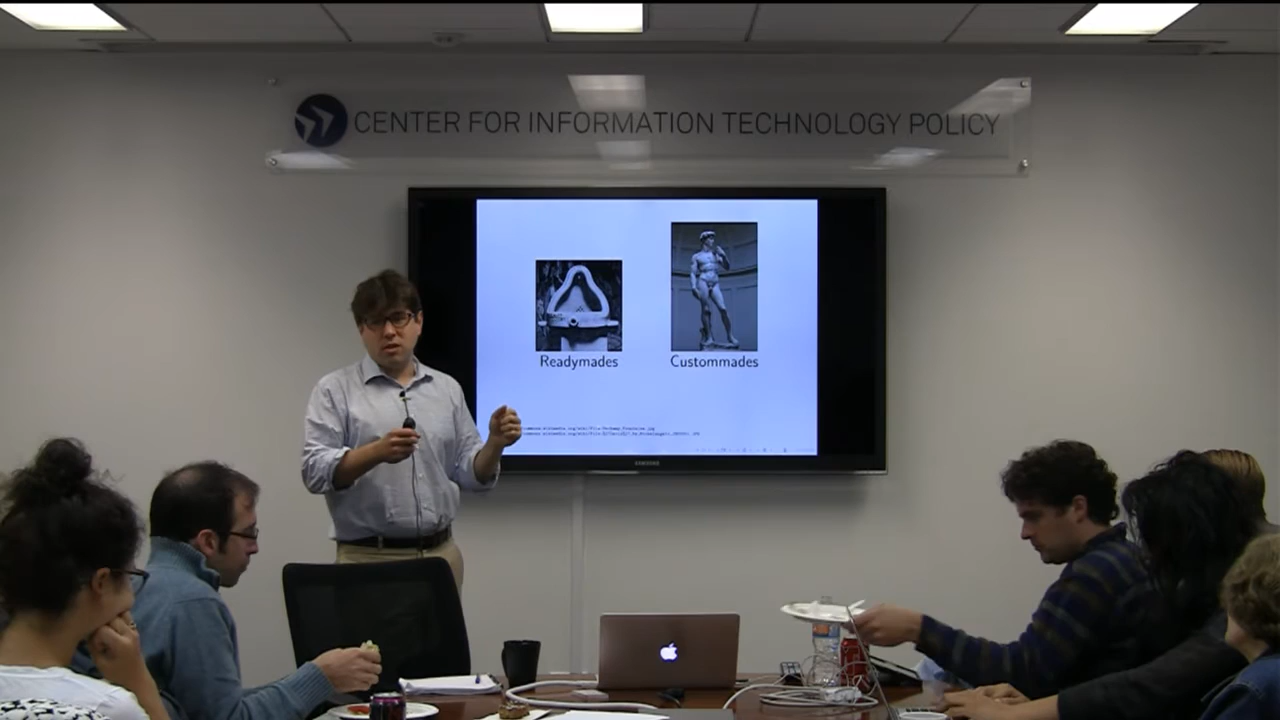 CENTER FOR INFORMATION TECHNOLOGY POLICY
Readymades
Custommades
SAMSUNG